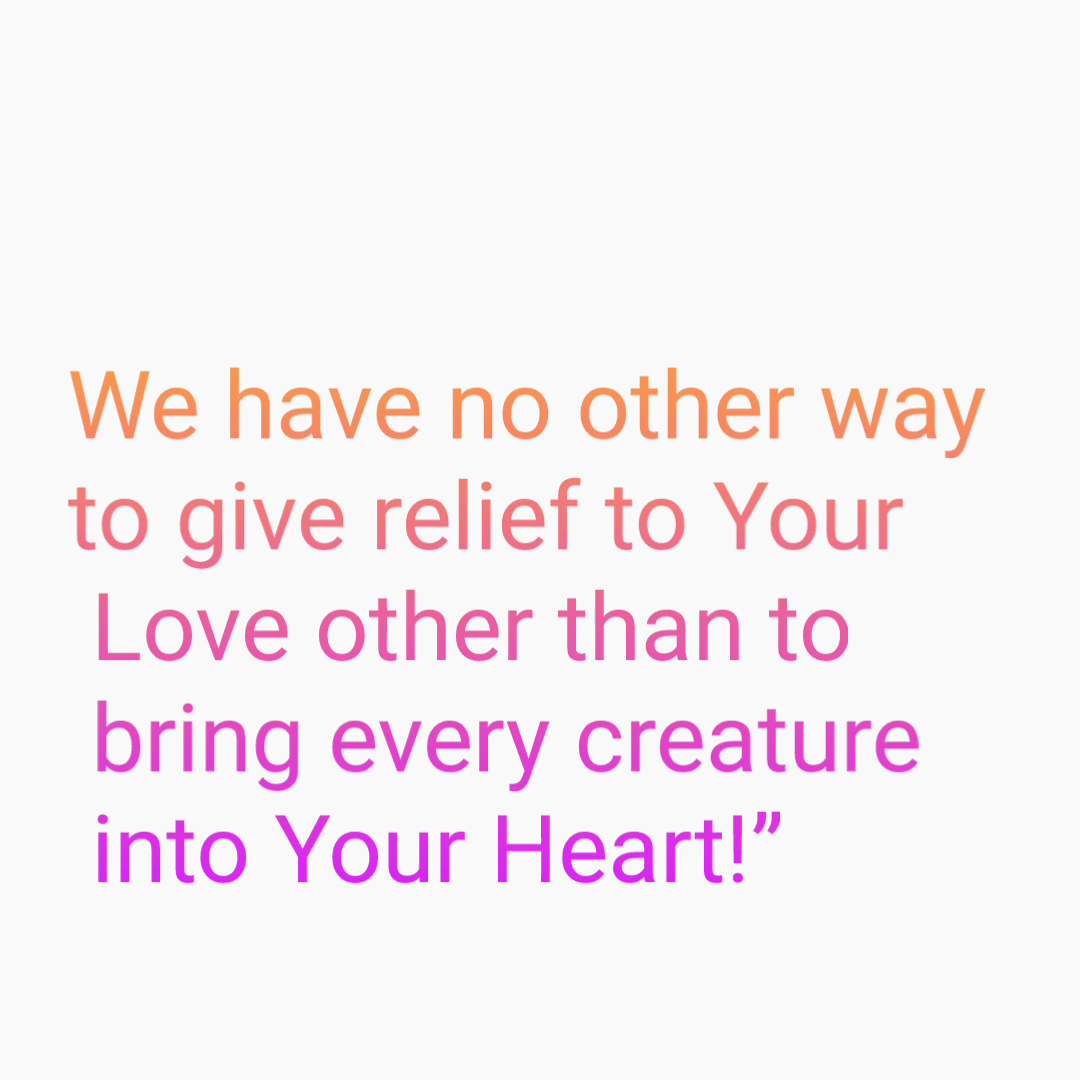 We have no other way
to give relief to Your
Love other than to
bring every creature
into Your Heart!”